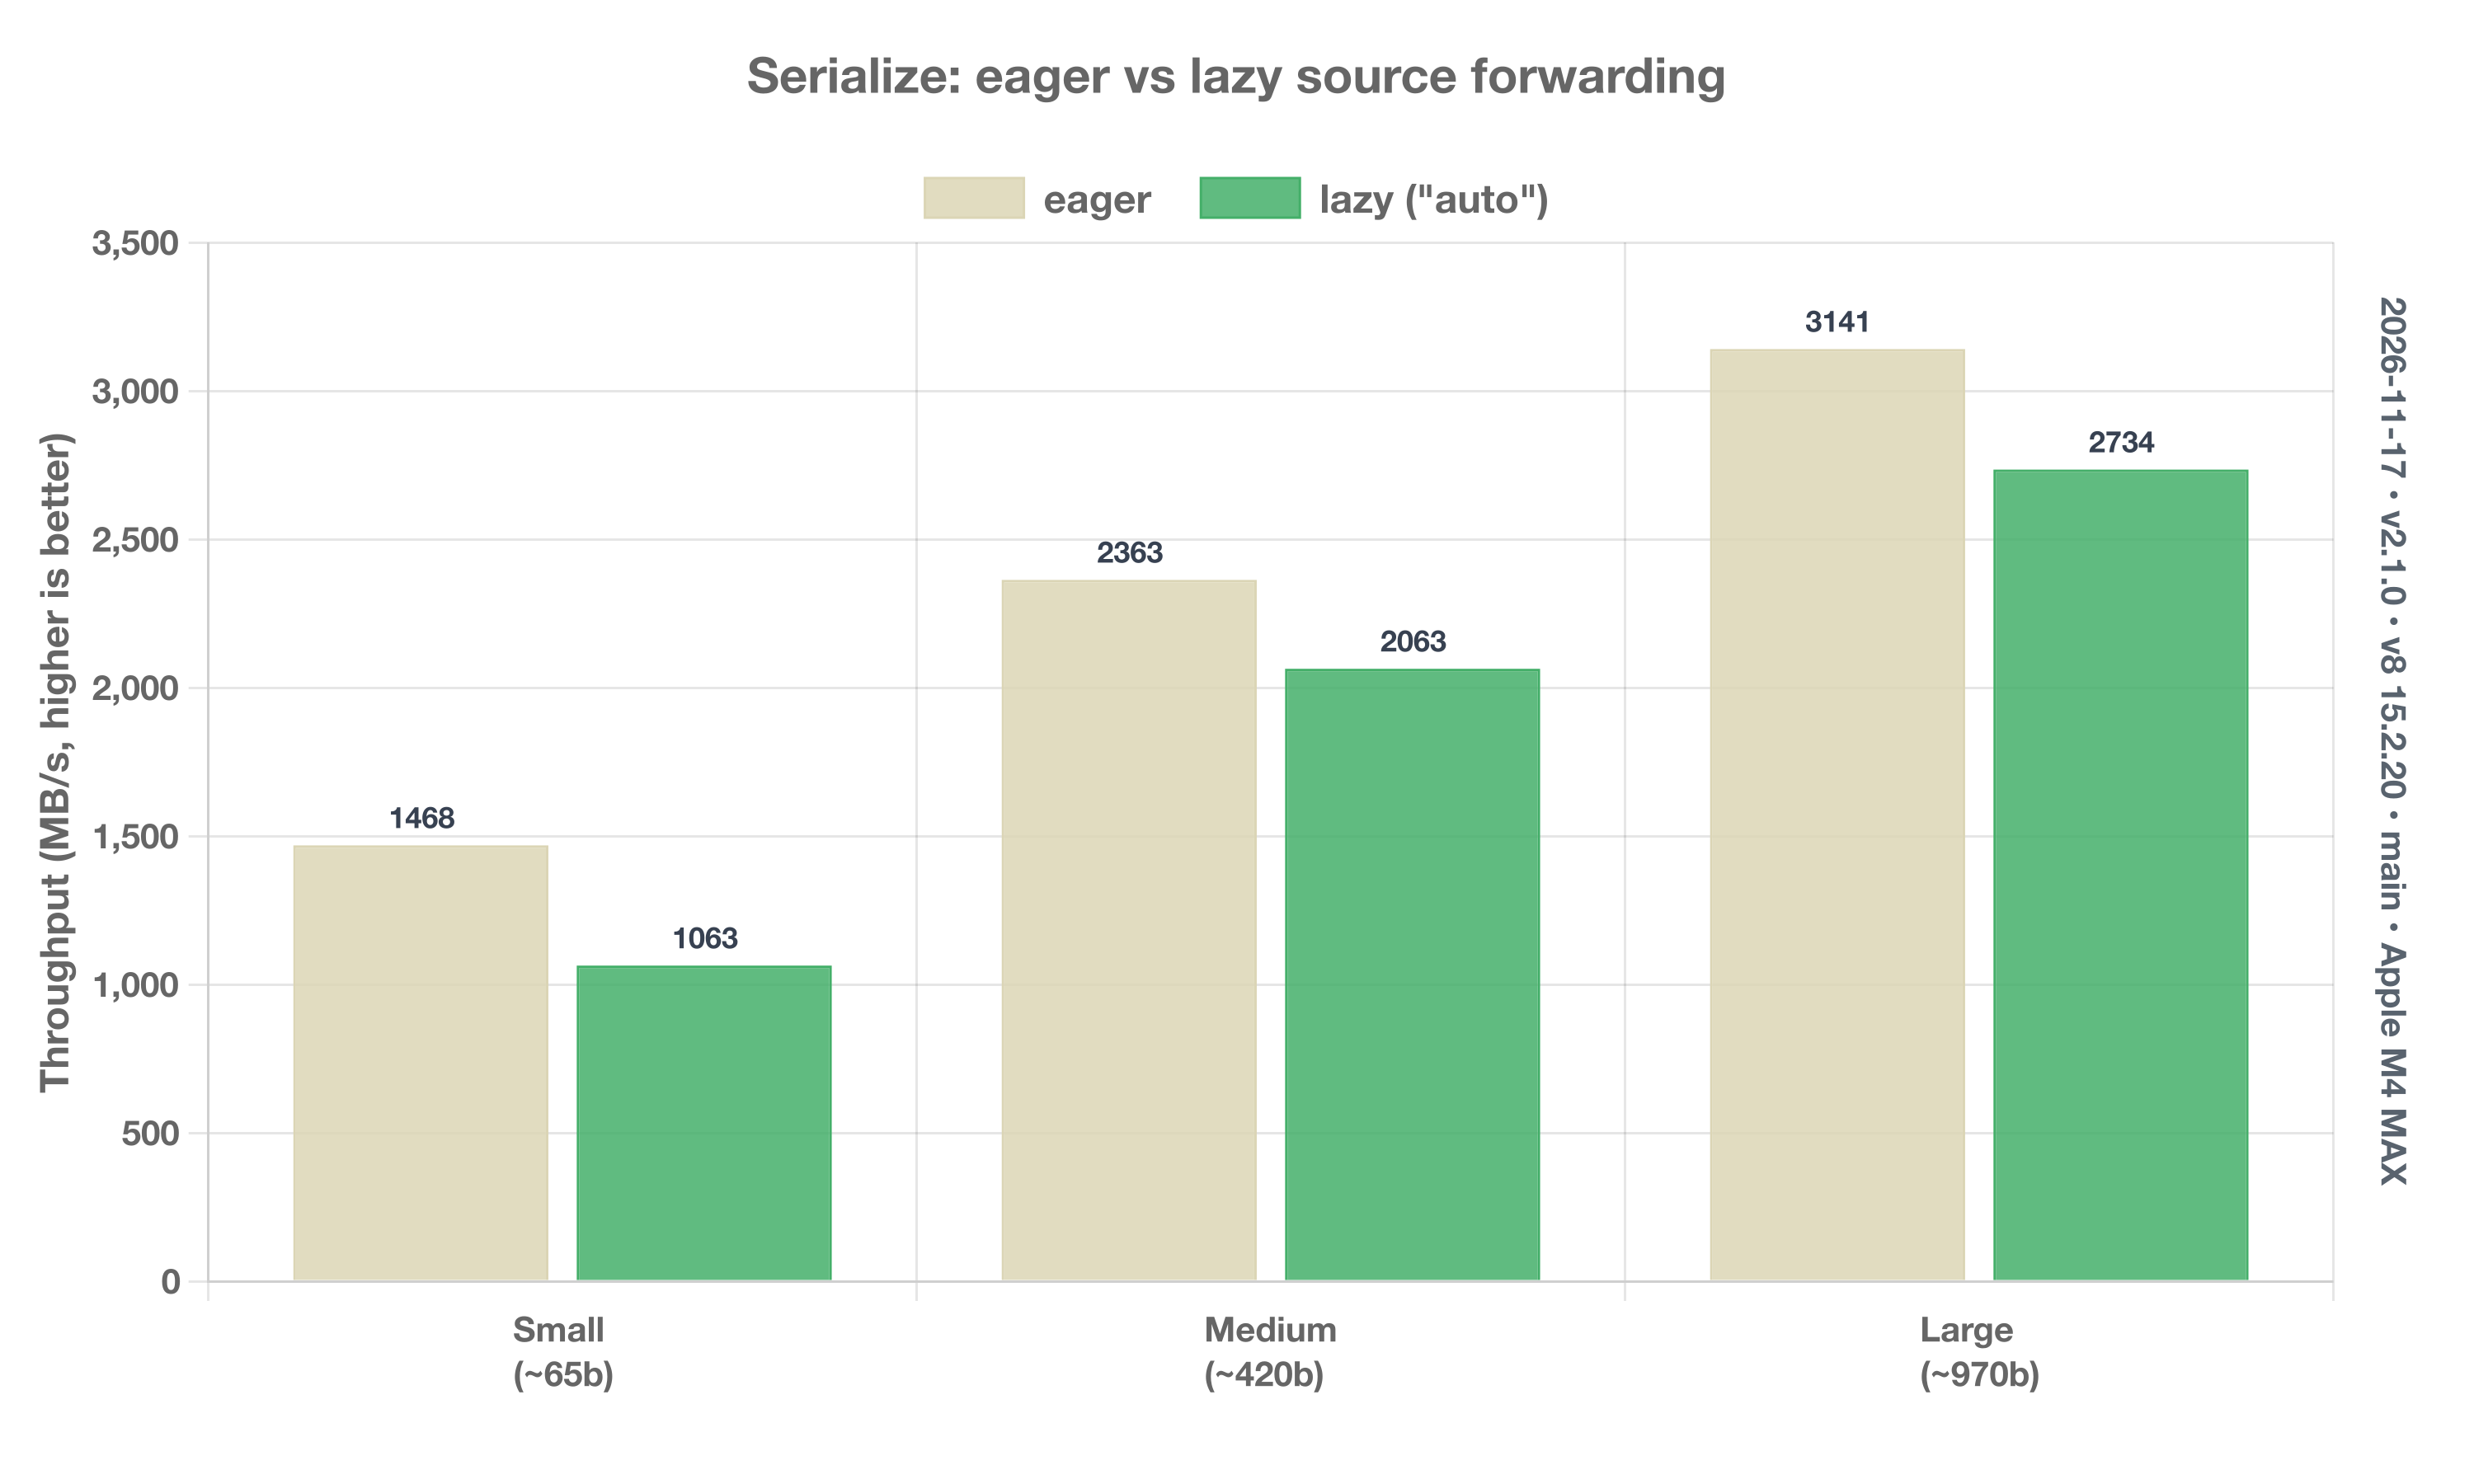 Serialize: eager vs lazy source forwarding
eager
lazy ("auto")
Throughput (MB/s, higher is better)
3,500
3,000
2,500
2,000
1,500
1,000
500
0
1468
1063
2363
2063
3141
2734
Small
(~65b)
Medium
(~420b)
Large
(~970b)
2026-11-17 • v2.1.0 • v8 15.2.20 • main • Apple M4 MAX